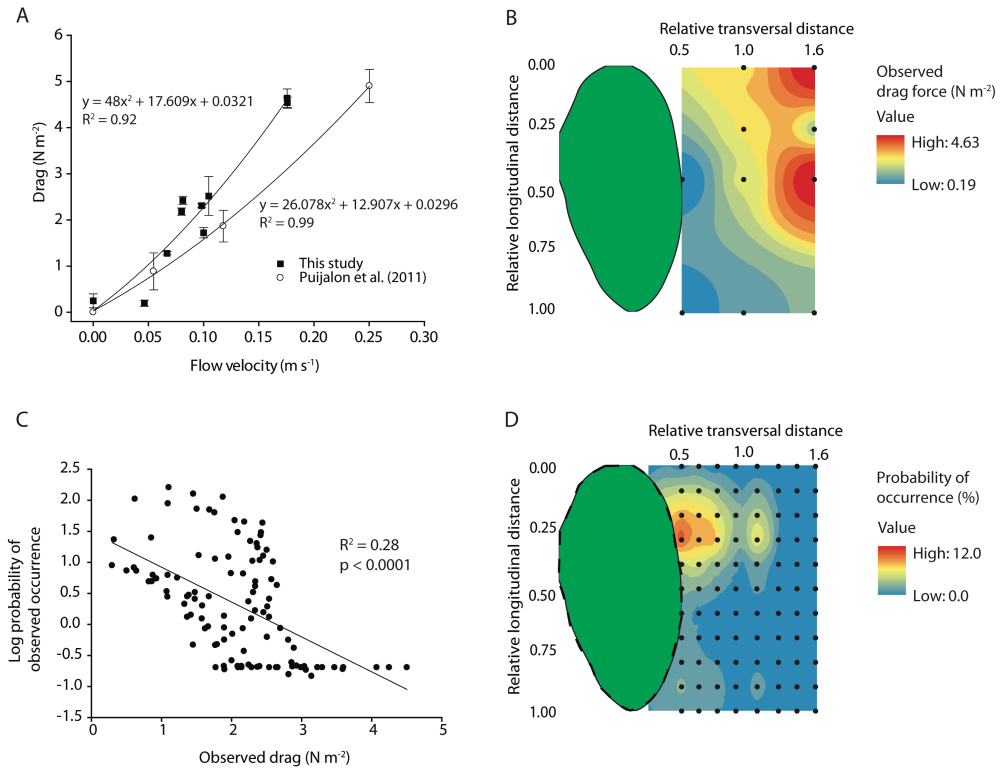 A
6
5
4
3
2
1
0
Drag (N m⁻²)
y = 48x² + 17.609x + 0.0321
R² = 0.92
y = 26.078x² + 12.907x + 0.0296
R² = 0.99
This study
Puijalon et al. (2011)
0.00 0.05 0.10 0.15 0.20 0.25 0.30
Flow velocity (m s⁻¹)
B
Relative transversal distance
0.5 1.0 1.6
0.00
0.25
0.50
0.75
1.00
Relative longitudinal distance
Observed
drag force (N m⁻²)
Value
High: 4.63
Low: 0.19
C
2.5
2.0
1.5
1.0
0.5
0.0
-0.5
-1.0
-1.5
Log probability of
observed occurrence
R² = 0.28
p < 0.0001
0 1 2 3 4 5
Observed drag (N m⁻²)
D
Relative transversal distance
0.5 1.0 1.6
0.00
0.25
0.50
0.75
1.00
Relative longitudinal distance
Probability of
occurrence (%)
Value
High: 12.0
Low: 0.0